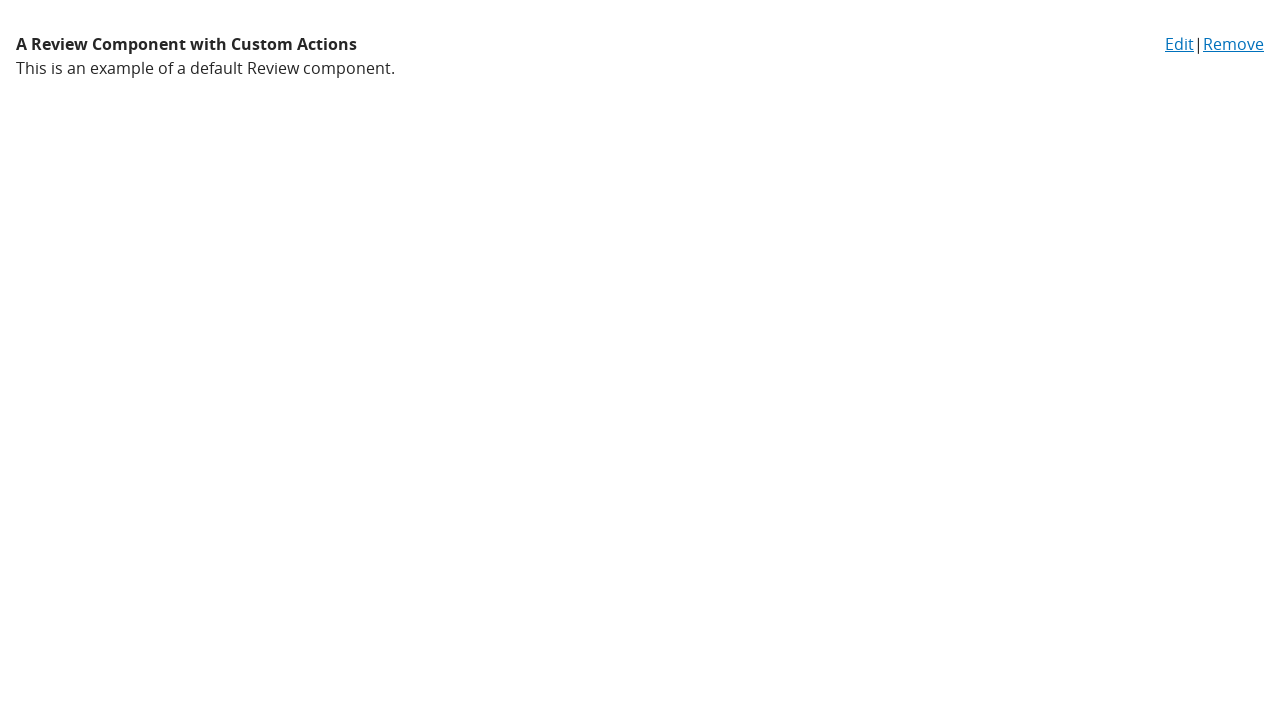 A Review Component with Custom Actions
Edit|Remove
This is an example of a default Review component.